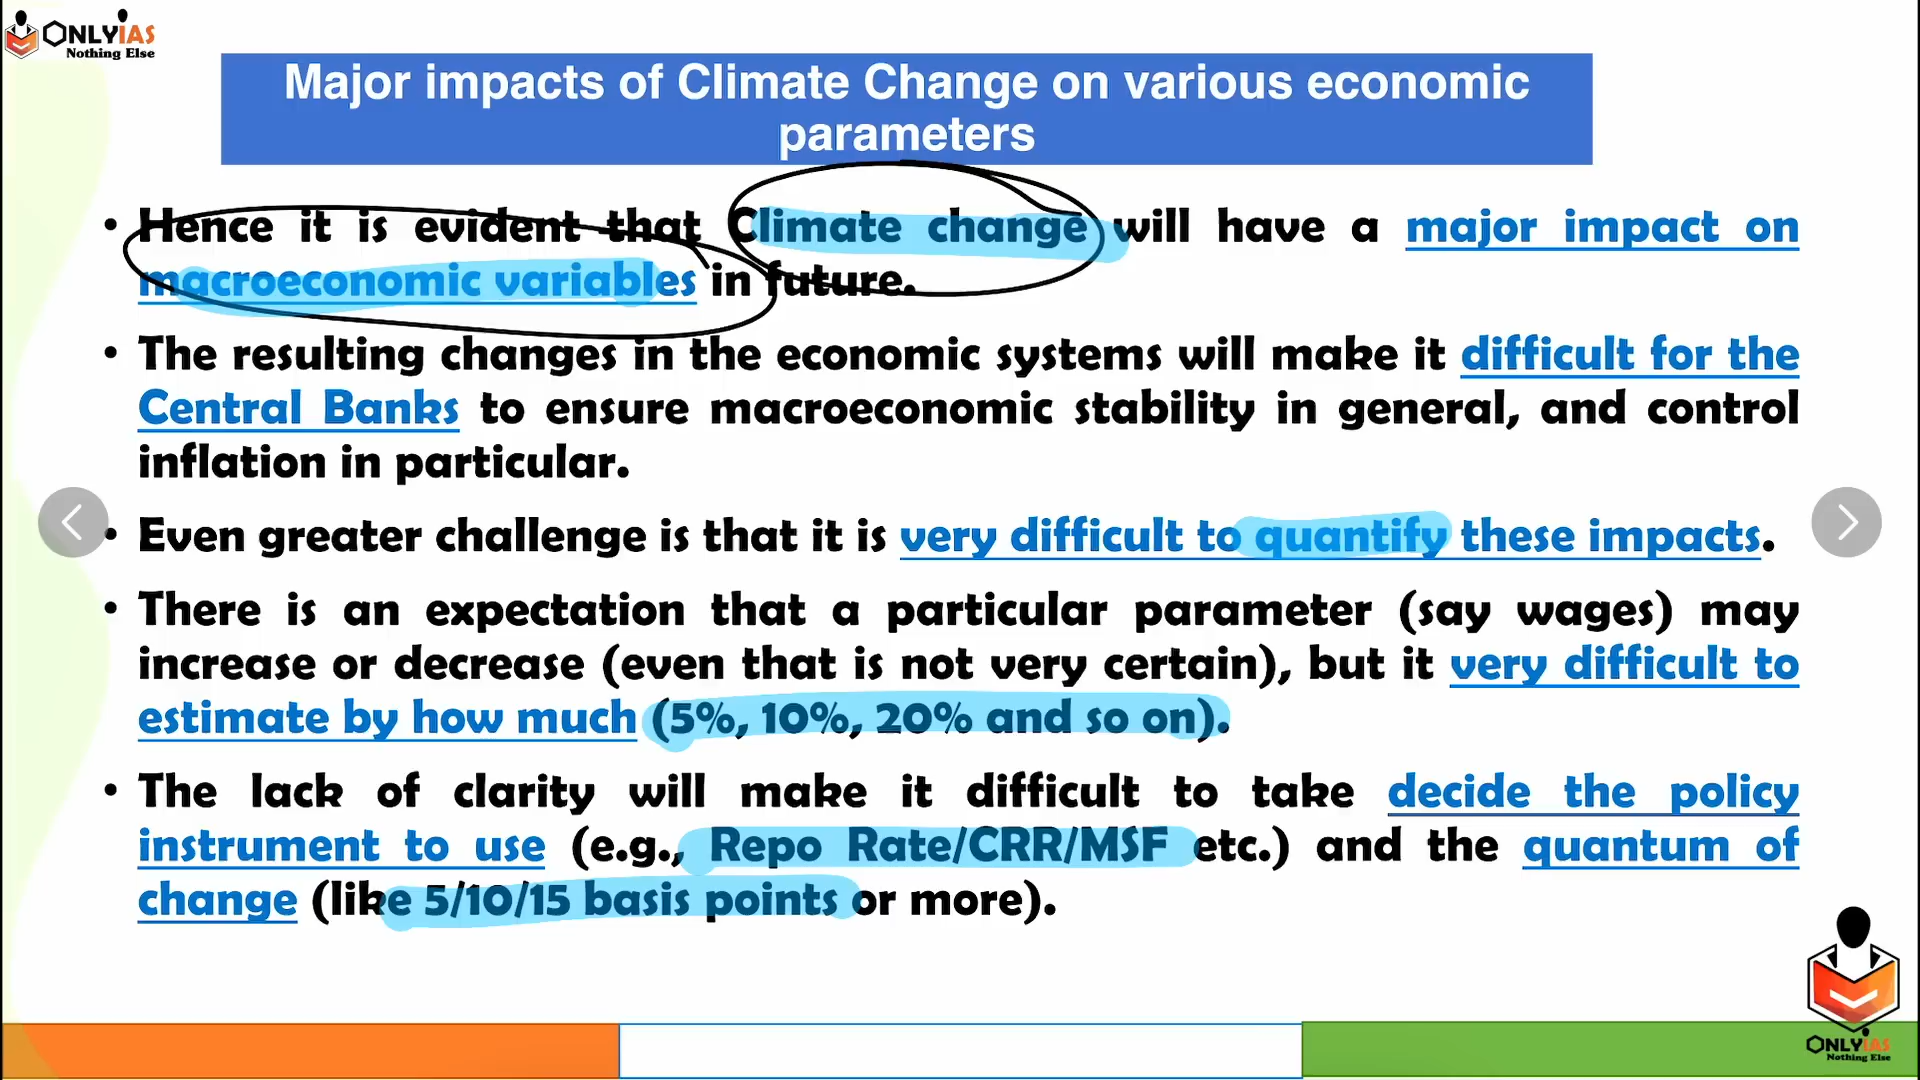 ONLYIAS
Nothing Else
Major impacts of Climate Change on various economic
parameters
• Hence it is evident that Climate change will have a major impact on
macroeconomic variables in future.
• The resulting changes in the economic systems will make it difficult for the
Central Banks to ensure macroeconomic stability in general, and control
inflation in particular.
• Even greater challenge is that it is very difficult to quantify these impacts.
• There is an expectation that a particular parameter (say wages) may
increase or decrease (even that is not very certain), but it very difficult to
estimate by how much (5%, 10%, 20% and so on).
• The lack of clarity will make it difficult to take decide the policy
instrument to use (e.g., Repo Rate/CRR/MSF etc.) and the quantum of
change (like 5/10/15 basis points or more).
ONLYIAS
Nothing Else